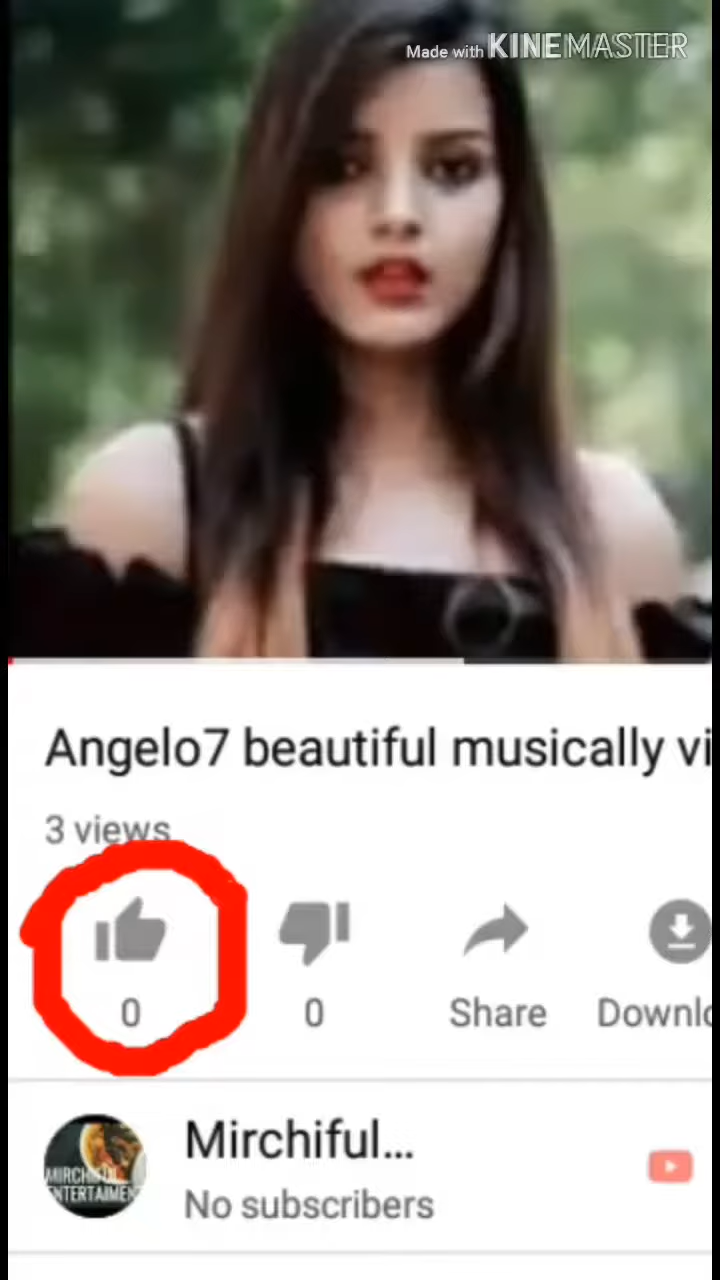 Made with KINEMASTER
Angelo7 beautiful musically vi
3 views
0
0
Share
Downlo
Mirchiful...
No subscribers